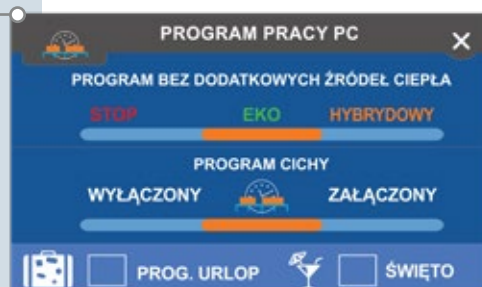 PROGRAM PRACY PC
PROGRAM BEZ DODATKOWYCH ŹRÓDEŁ CIEPŁA
STOP EKO HYBRYDOWY
PROGRAM CICHY
WYŁĄCZONY ZAŁĄCZONY
PROG. URLOP ŚWIĘTO